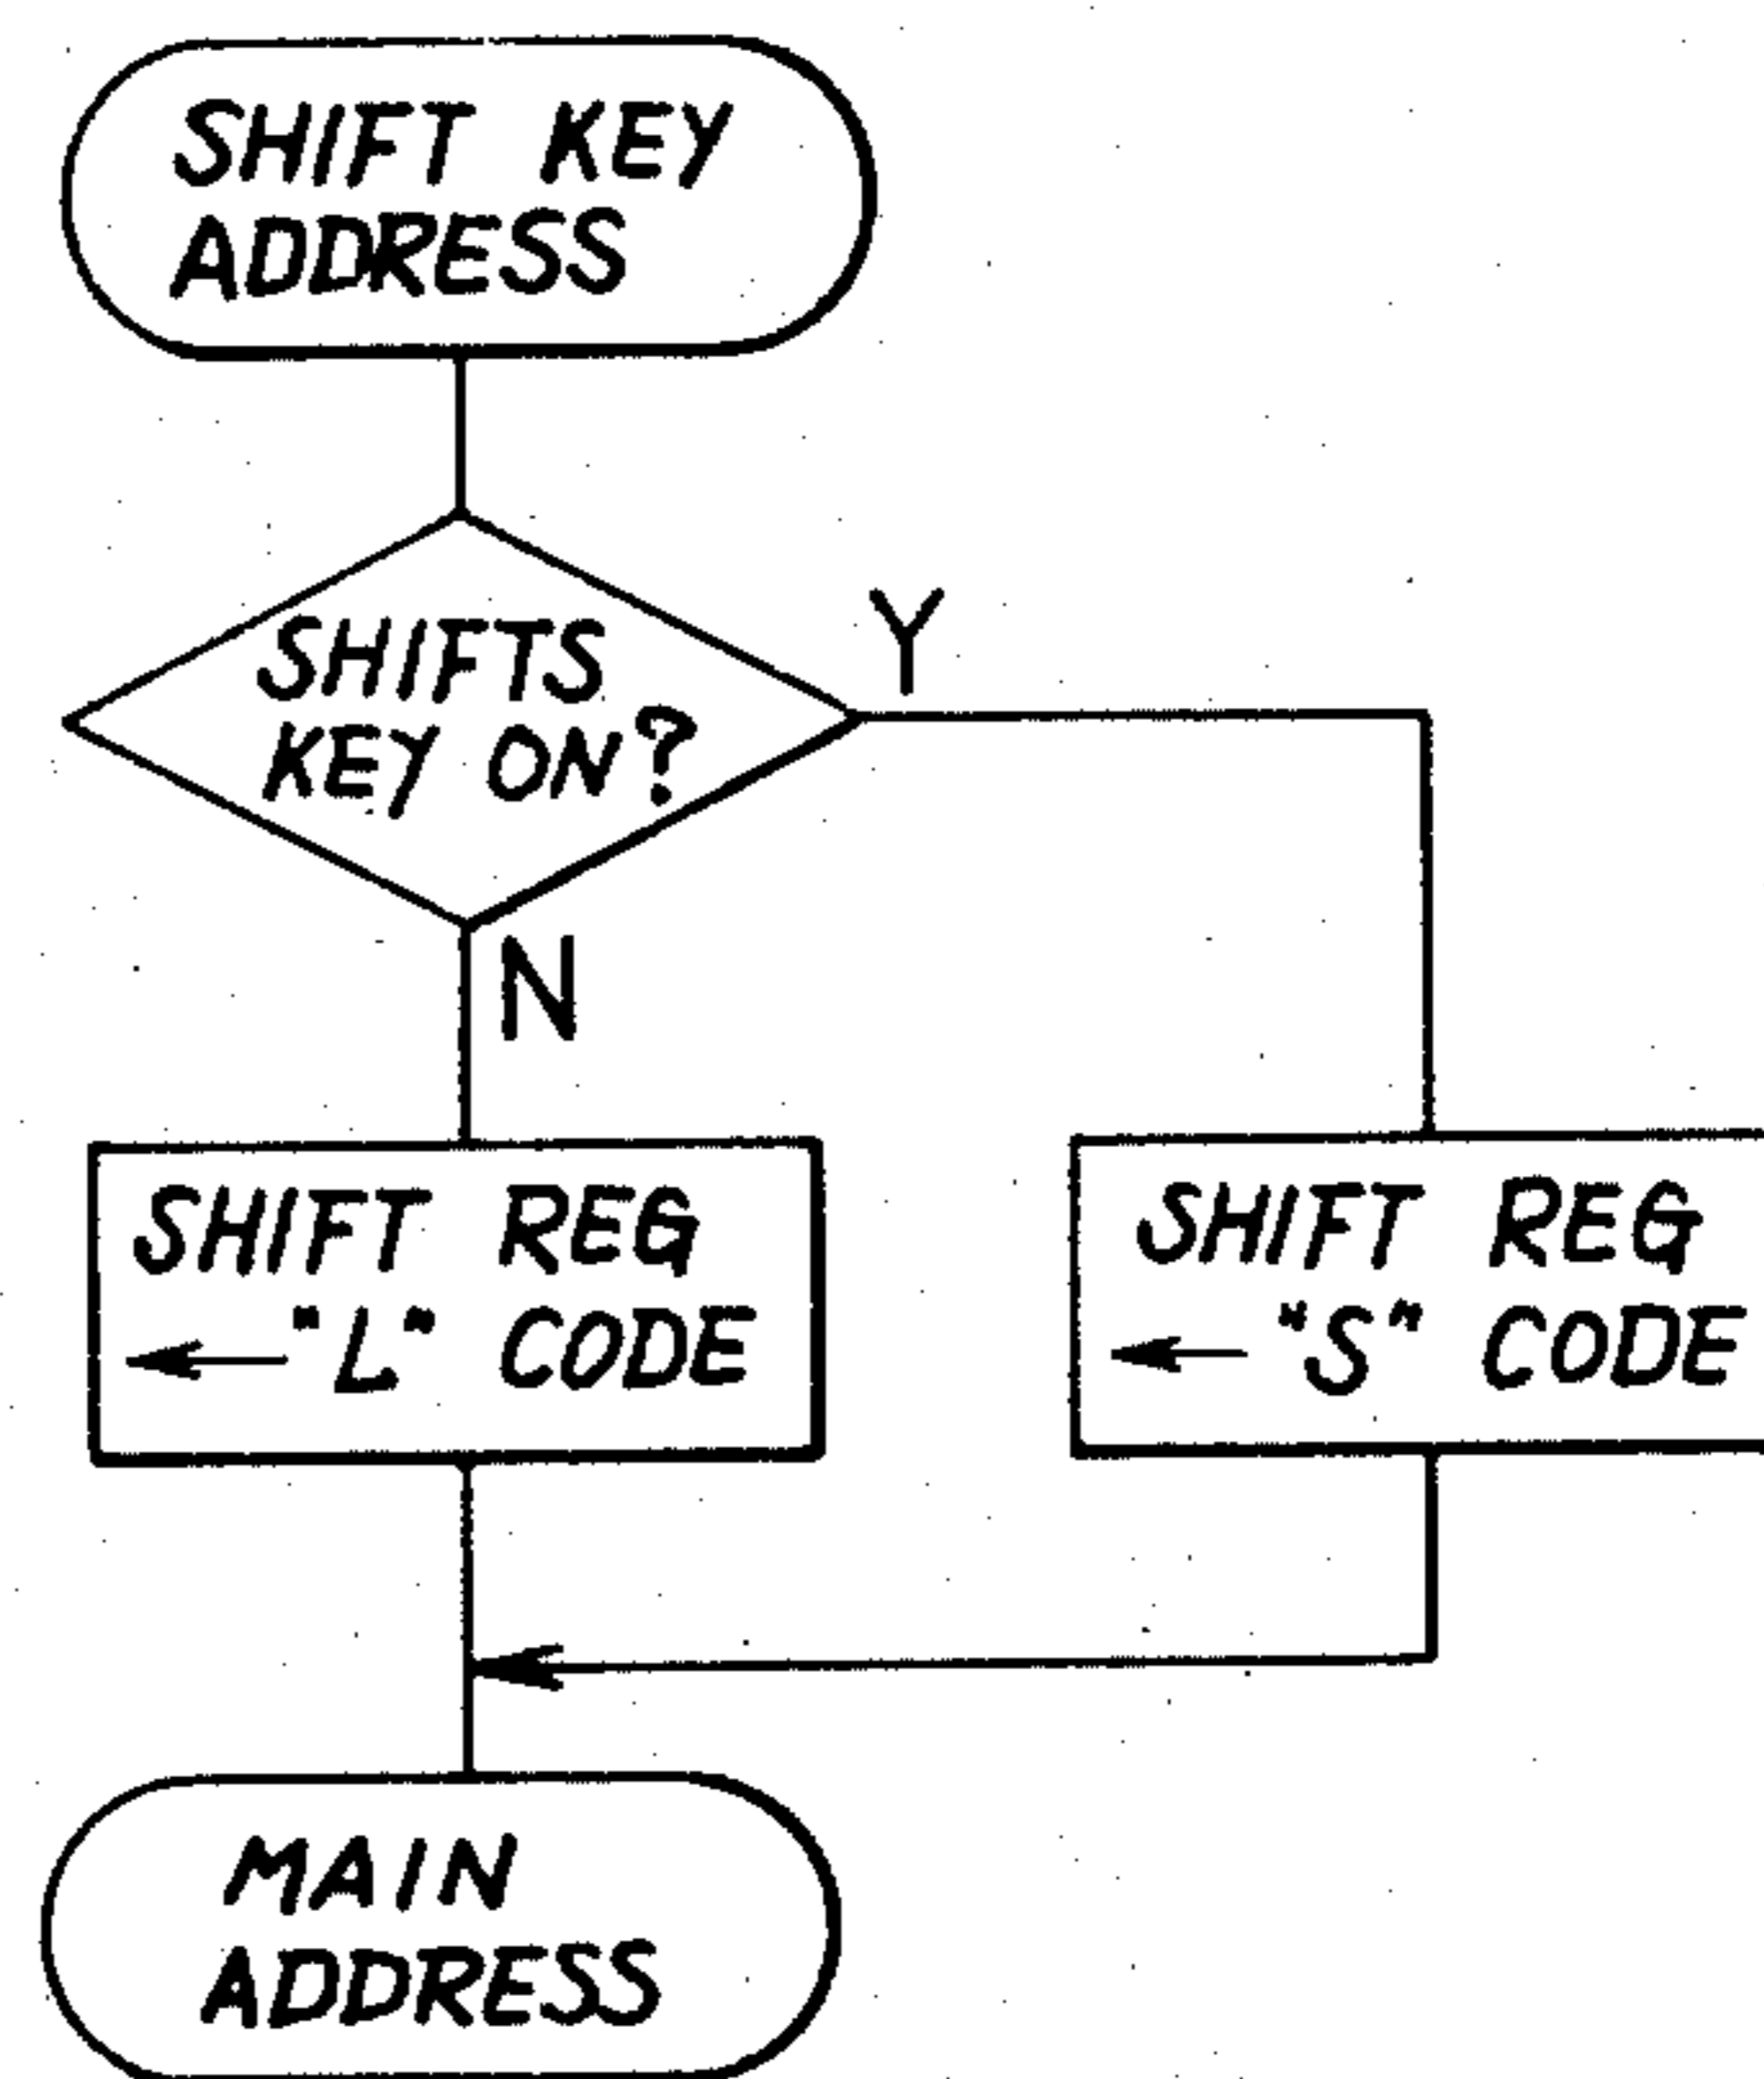 SHIFT KEY
ADDRESS
SHIFTS
KEY ON?
Y
N
SHIFT REG
← "L" CODE
SHIFT REG
← "S" CODE
MAIN
ADDRESS